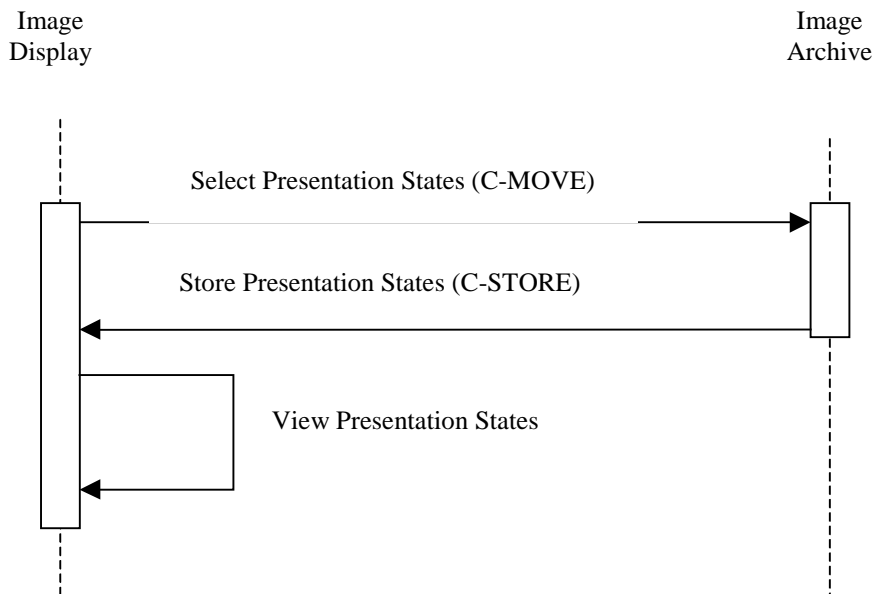 Image
Display
Image
Archive
Select Presentation States (C-MOVE)
Store Presentation States (C-STORE)
View Presentation States